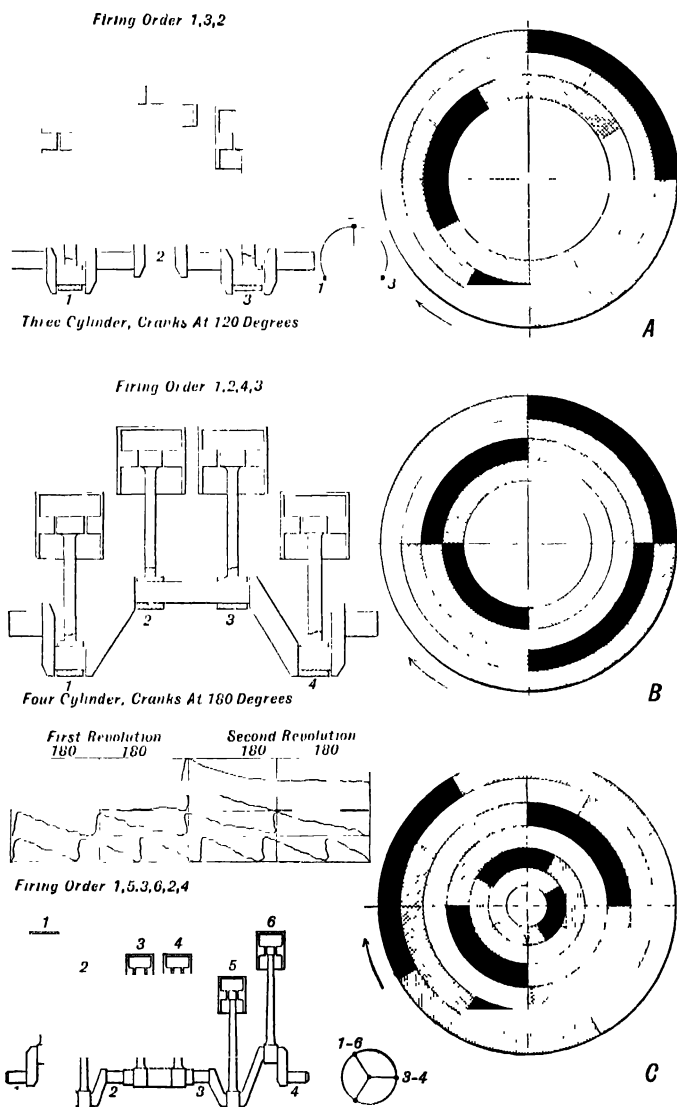 Firing Order 1,3,2
2
1
3
1
3
Three Cylinder, Cranks At 120 Degrees
A
Firing Order 1,2,4,3
2
3
1
4
Four Cylinder, Cranks At 180 Degrees
B
First Revolution
Second Revolution
180
180
180
180
Firing Order 1,5.3,6,2,4
1
2
3
4
5
6
2
3
4
1-6
3-4
C